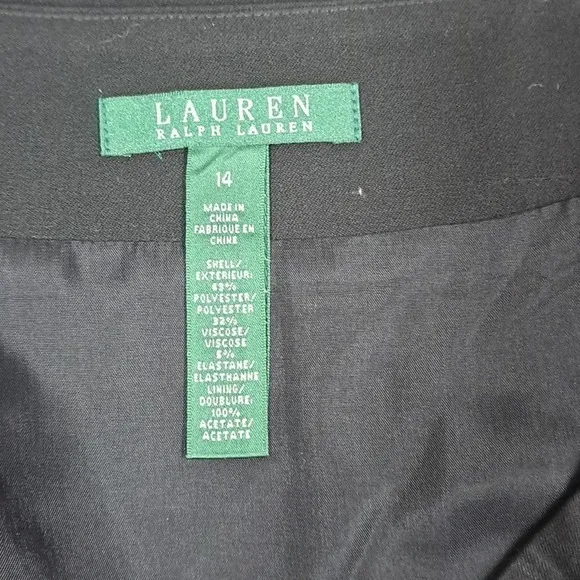 LAUREN
RALPH LAUREN
14
MADE IN
CHINA
FABRIQUE EN
CHINE
SHELL/
EXTERIEUR:
63%
POLYESTER/
POLYESTER
32%
VISCOSE/
VISCOSE
5%
ELASTANE/
ELASTHANNE
LINING/
DOUBLURE:
100%
ACETATE/
ACETATE